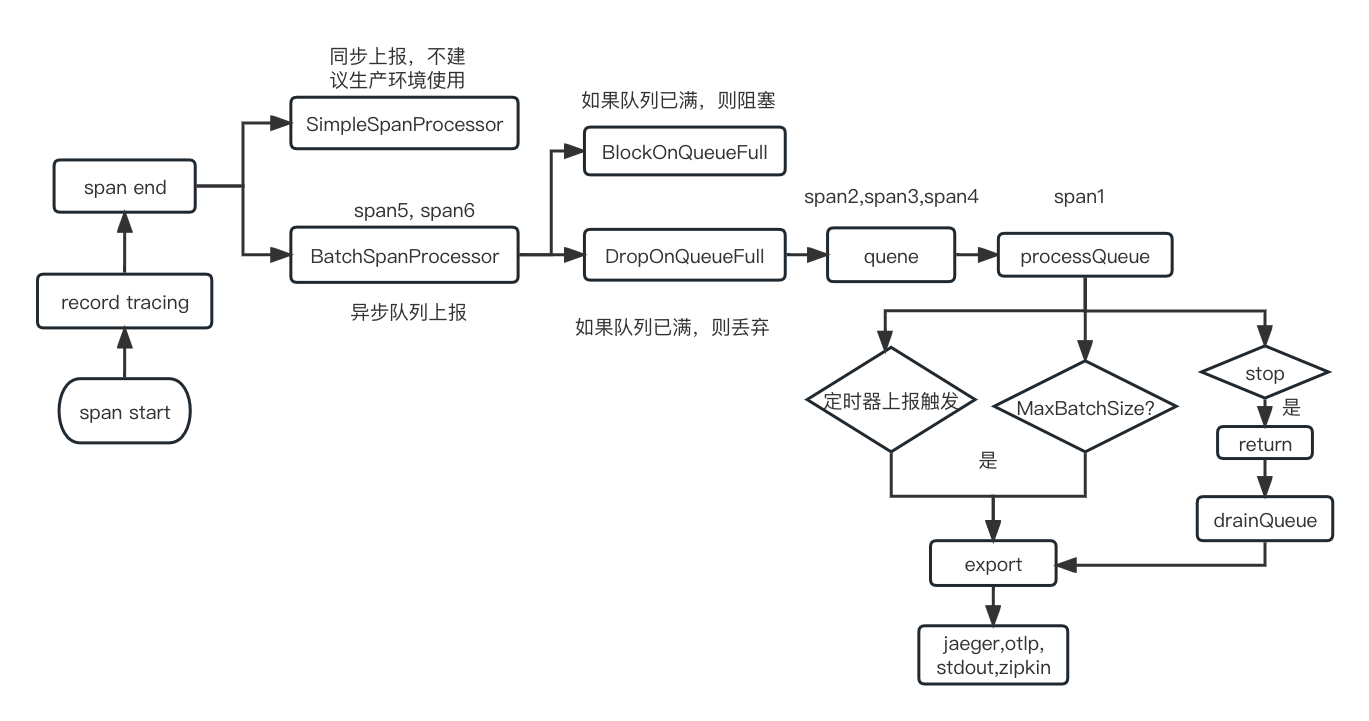 同步上报，不建
议生产环境使用
SimpleSpanProcessor
如果队列已满，则阻塞
BlockOnQueueFull
span end
span5, span6
BatchSpanProcessor
异步队列上报
DropOnQueueFull
如果队列已满，则丢弃
span2,span3,span4
quene
span1
processQueue
record tracing
span start
定时器上报触发
MaxBatchSize?
stop
是
return
是
drainQueue
export
jaeger,otlp,
stdout,zipkin